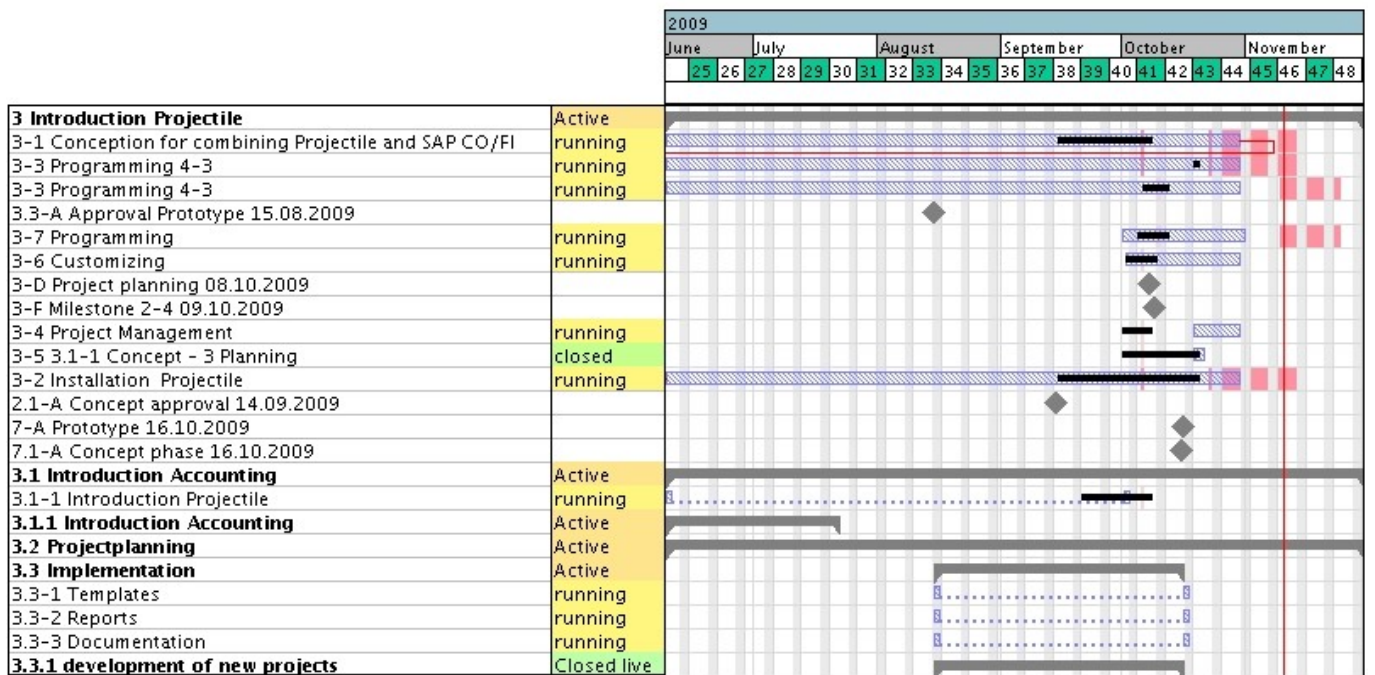 2009
June July August September October November
25 26 27 28 29 30 31 32 33 34 35 36 37 38 39 40 41 42 43 44 45 46 47 48
3 Introduction Projectile Active
3-1 Conception for combining Projectile and SAP CO/FI running
3-3 Programming 4-3 running
3-3 Programming 4-3 running
3.3-A Approval Prototype 15.08.2009
3-7 Programming running
3-6 Customizing running
3-D Project planning 08.10.2009
3-F Milestone 2-4 09.10.2009
3-4 Project Management running
3-5 3.1-1 Concept - 3 Planning closed
3-2 Installation Projectile running
2.1-A Concept approval 14.09.2009
7-A Prototype 16.10.2009
7.1-A Concept phase 16.10.2009
3.1 Introduction Accounting Active
3.1-1 Introduction Projectile running
3.1.1 Introduction Accounting Active
3.2 Projectplanning Active
3.3 Implementation Active
3.3-1 Templates running
3.3-2 Reports running
3.3-3 Documentation running
3.3.1 development of new projects Closed live